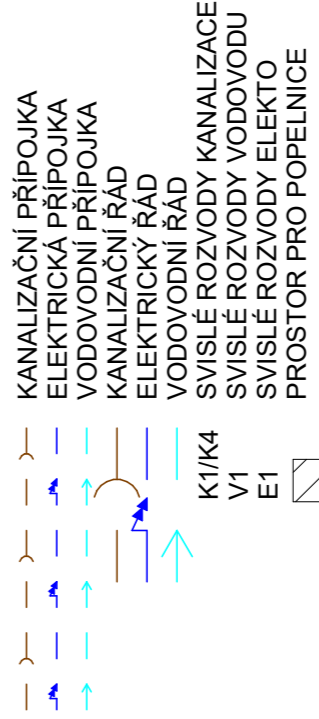 KANALIZAČNÍ PŘÍPOJKA
ELEKTRICKÁ PŘÍPOJKA
VODOVODNÍ PŘÍPOJKA
KANALIZAČNÍ ŘÁD
ELEKTRICKÝ ŘÁD
VODOVODNÍ ŘÁD
K1/K4 SVISLÉ ROZVODY KANALIZACE
V1 SVISLÉ ROZVODY VODOVODU
E1 SVISLÉ ROZVODY ELEKTO
PROSTOR PRO POPELNICE